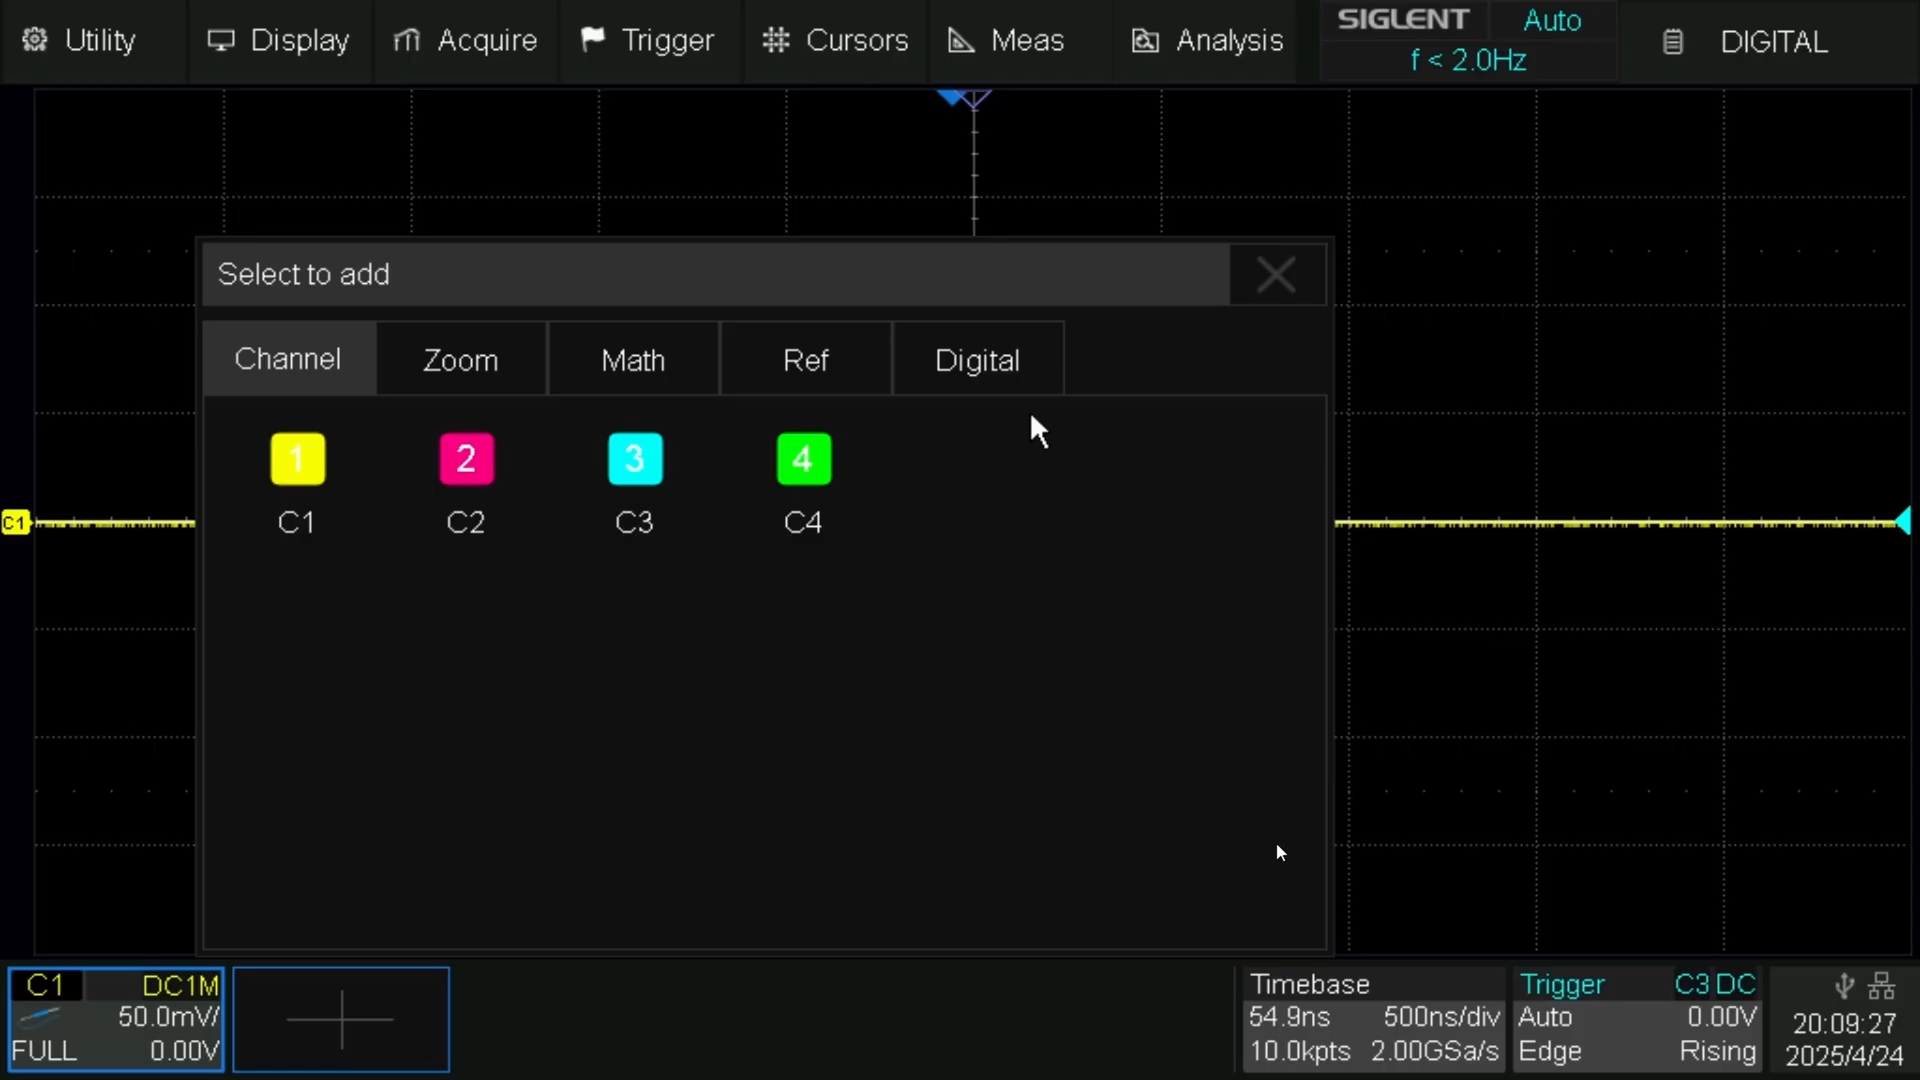 Utility
Display
Acquire
Trigger
Cursors
Meas
Analysis
SIGLENT
Auto
f < 2.0Hz
DIGITAL
Select to add
Channel
Zoom
Math
Ref
Digital
1
2
3
4
C1
C2
C3
C4
C1
C1 DC1M
50.0mV/
FULL 0.00V
Timebase
54.9ns 500ns/div
10.0kpts 2.00GSa/s
Trigger C3 DC
Auto 0.00V
Edge Rising
20:09:27
2025/4/24